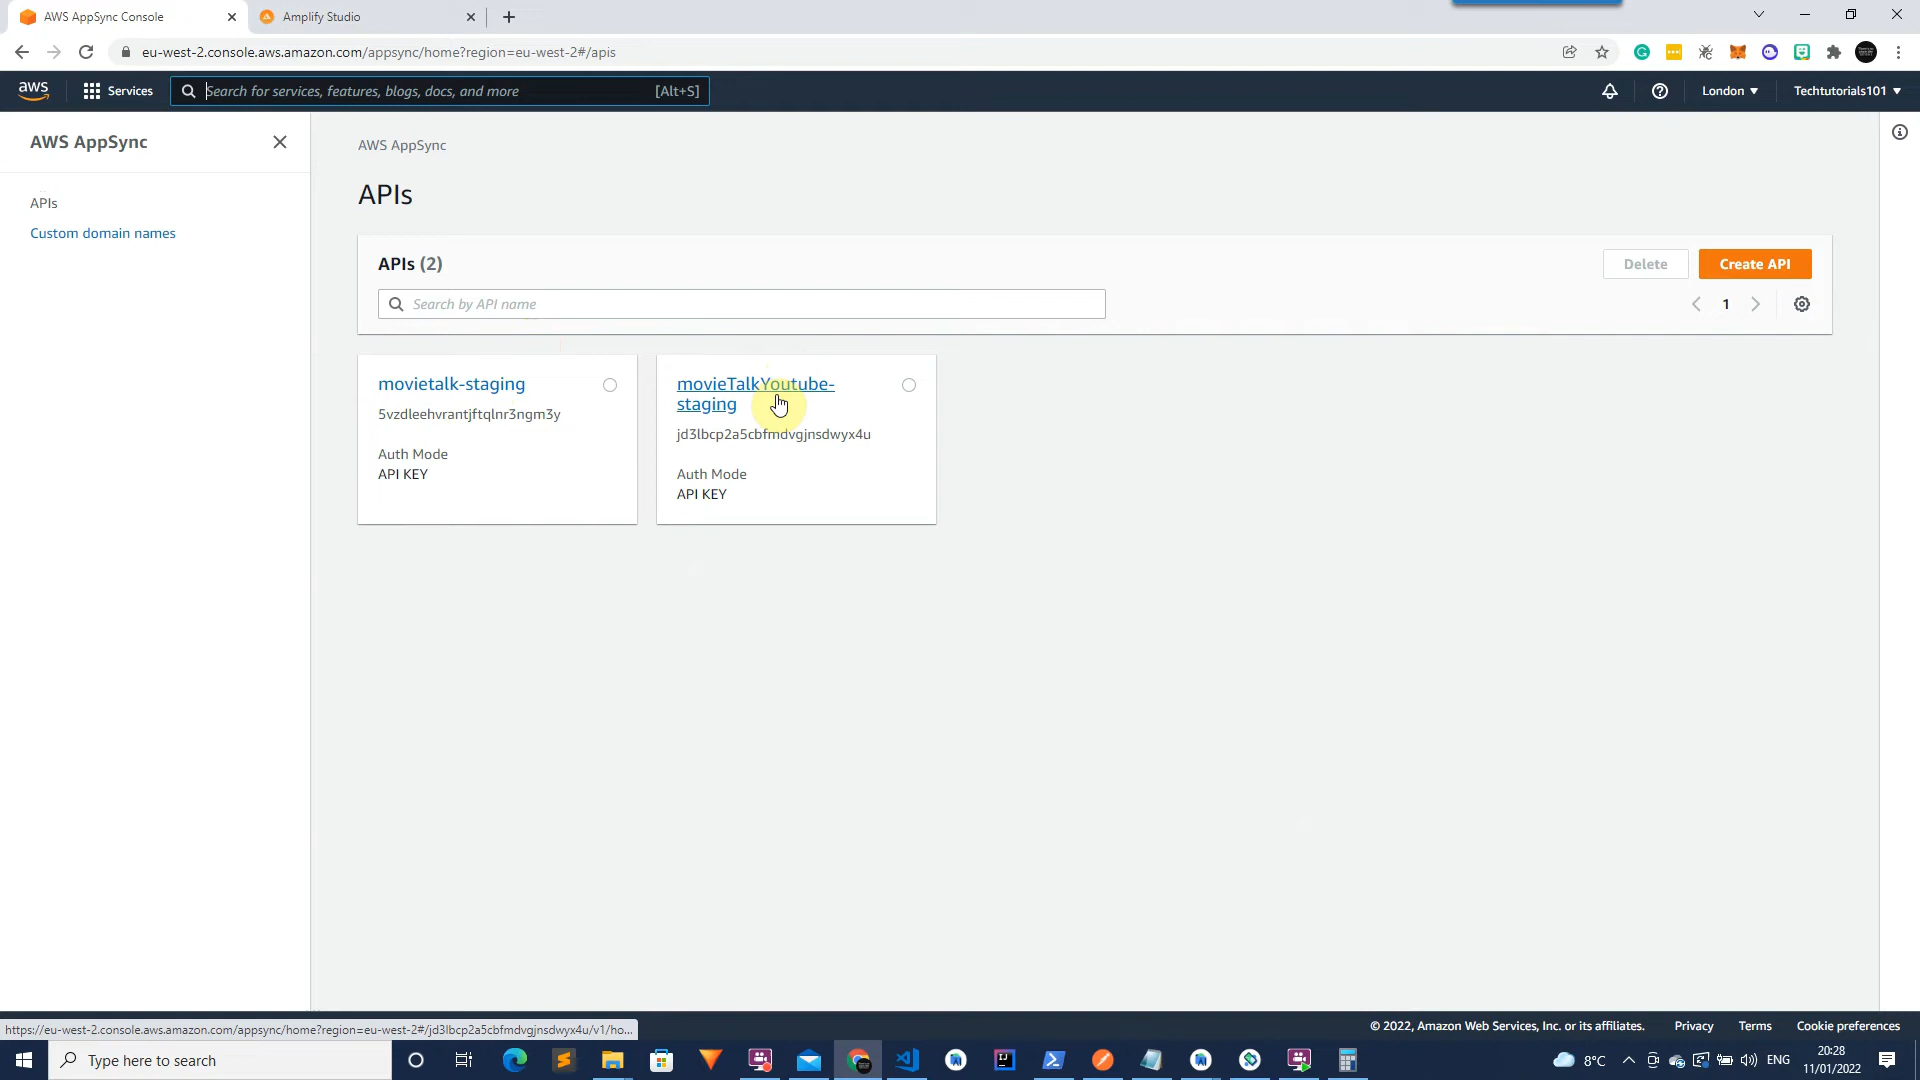 AWS AppSync Console
Amplify Studio
eu-west-2.console.aws.amazon.com/appsync/home?region=eu-west-2#/apis
aws
Services
Search for services, features, blogs, docs, and more
[Alt+S]
London
Techtutorials101
AWS AppSync
APIs
Custom domain names
AWS AppSync
APIs
APIs (2)
Delete
Create API
Search by API name
1
movietalk-staging
5vzdleehvrantjftqlnr3ngm3y
Auth Mode
API KEY
movieTalkYoutube-
staging
jd3lbcp2a5cbfmdvgjnsdwyx4u
Auth Mode
API KEY
https://eu-west-2.console.aws.amazon.com/appsync/home?region=eu-west-2#/jd3lbcp2a5cbfmdvgjnsdwyx4u/v1/ho...
© 2022, Amazon Web Services, Inc. or its affiliates.
Privacy
Terms
Cookie preferences
Type here to search
8°C
ENG
20:28
11/01/2022